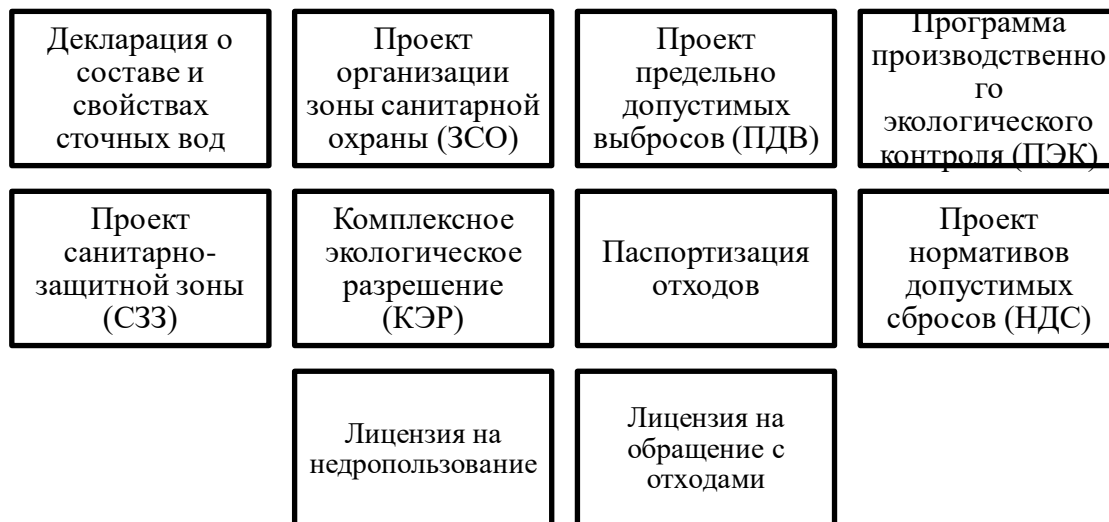 Декларация о
составе и
свойствах
сточных вод
Проект
организации
зоны санитарной
охраны (ЗСО)
Проект
предельно
допустимых
выбросов (ПДВ)
Программа
производственно
го
экологического
контроля (ПЭК)
Проект
санитарно-
защитной зоны
(СЗЗ)
Комплексное
экологическое
разрешение
(КЭР)
Паспортизация
отходов
Проект
нормативов
допустимых
сбросов (НДС)
Лицензия на
недропользование
Лицензия на
обращение с
отходами